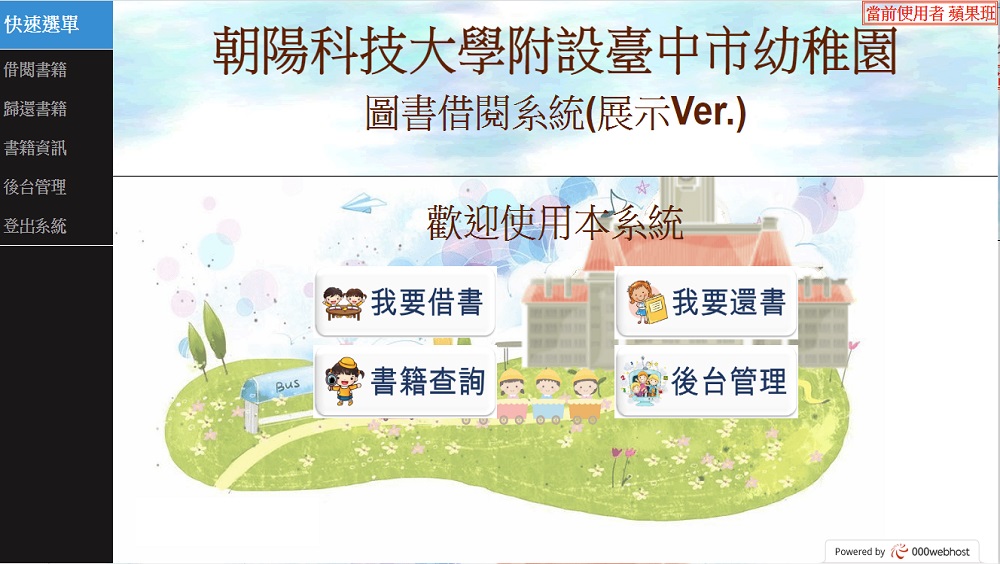 快速選單
借閱書籍
歸還書籍
書籍資訊
後台管理
登出系統
當前使用者 蘋果班
朝陽科技大學附設臺中市幼稚園
圖書借閱系統(展示Ver.)
歡迎使用本系統
我要借書
我要還書
書籍查詢
後台管理
BUS
Powered by 000webhost